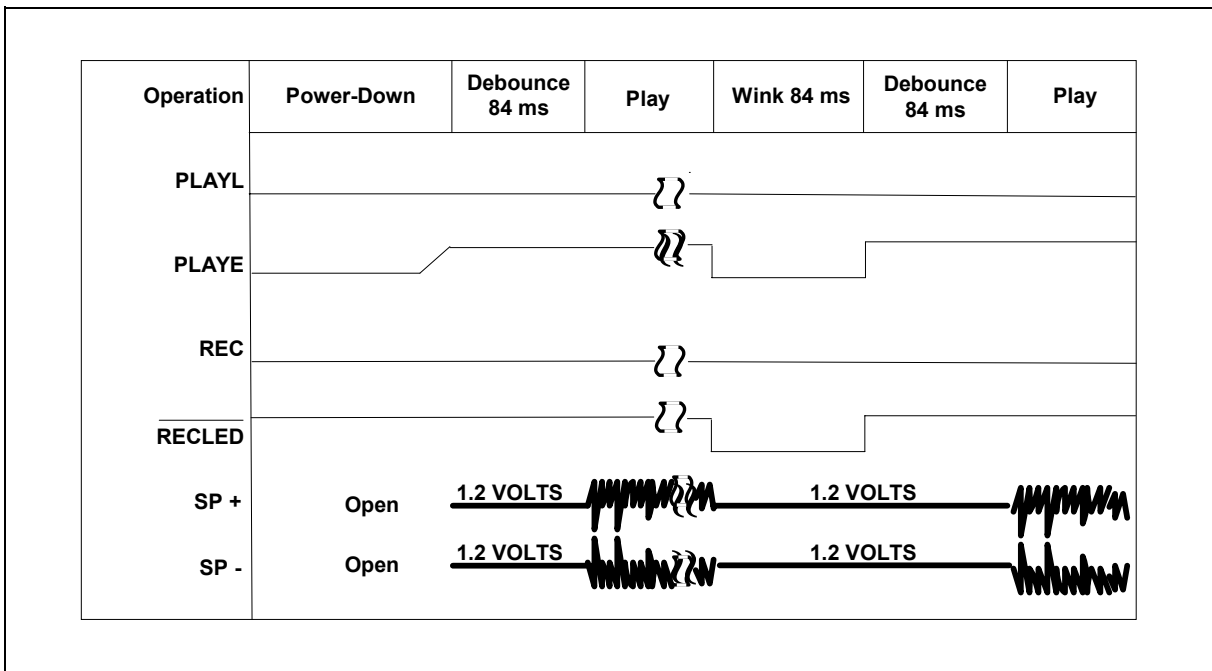 Operation Power-Down Debounce 84 ms Play Wink 84 ms Debounce 84 ms Play
PLAYL
PLAYE
REC
RECLED
SP + Open 1.2 VOLTS 1.2 VOLTS
SP - Open 1.2 VOLTS 1.2 VOLTS